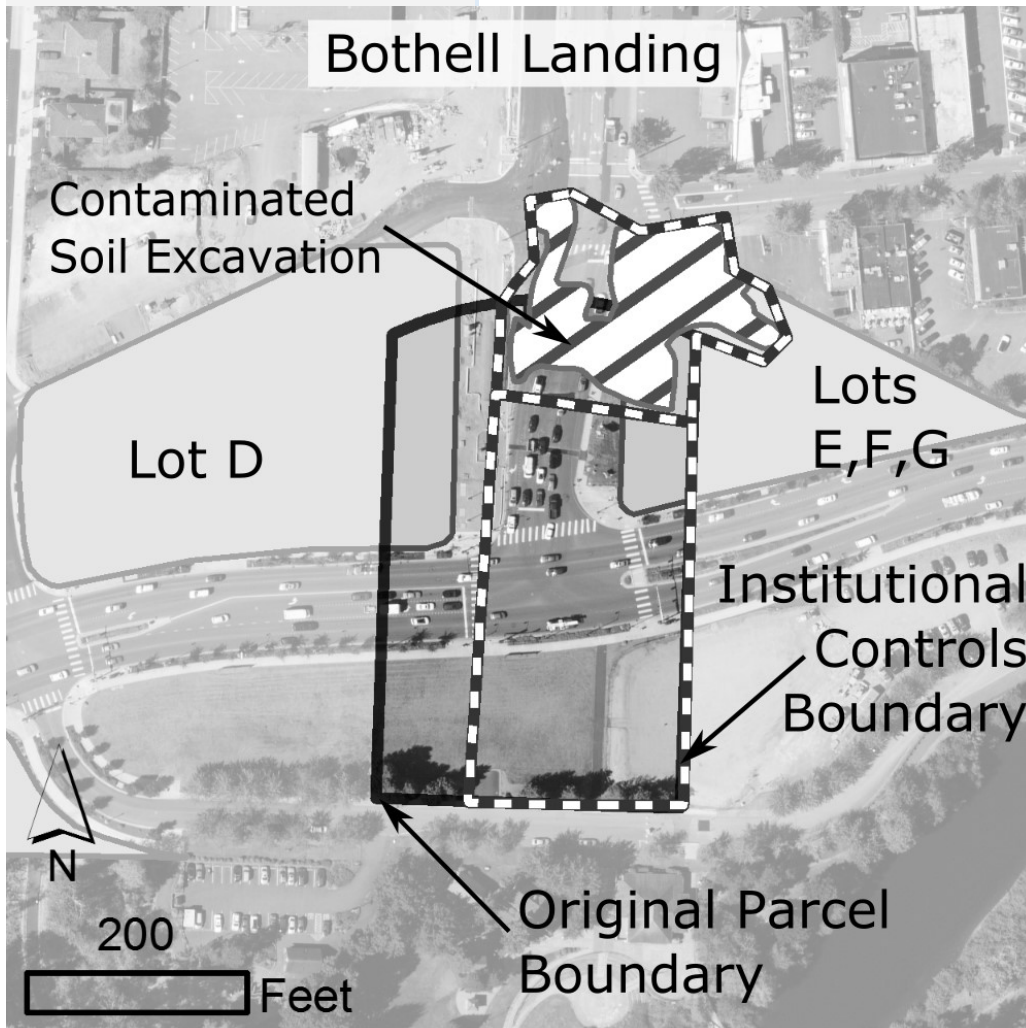 Bothell Landing
Contaminated
Soil Excavation
Lots
E,F,G
Lot D
Institutional
Controls
Boundary
N
Original Parcel
Boundary
200
Feet